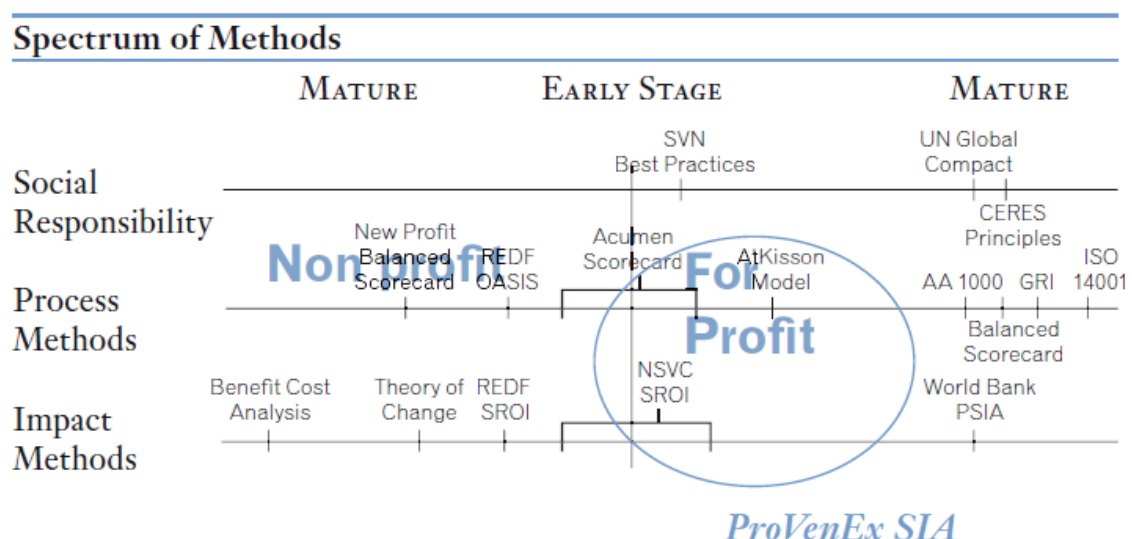 Spectrum of Methods
MATURE EARLY STAGE MATURE
SVN
Best Practices
UN Global
Compact
Social
Responsibility
CERES
Principles
Non profit
For
Profit
New Profit
Balanced
Scorecard
REDF
OASIS
Acumen
Scorecard
AtKisson
Model
AA 1000
GRI
ISO
14001
Process
Methods
Balanced
Scorecard
Benefit Cost
Analysis
Theory of
Change
REDF
SROI
NSVC
SROI
World Bank
PSIA
Impact
Methods
ProVenEx SIA